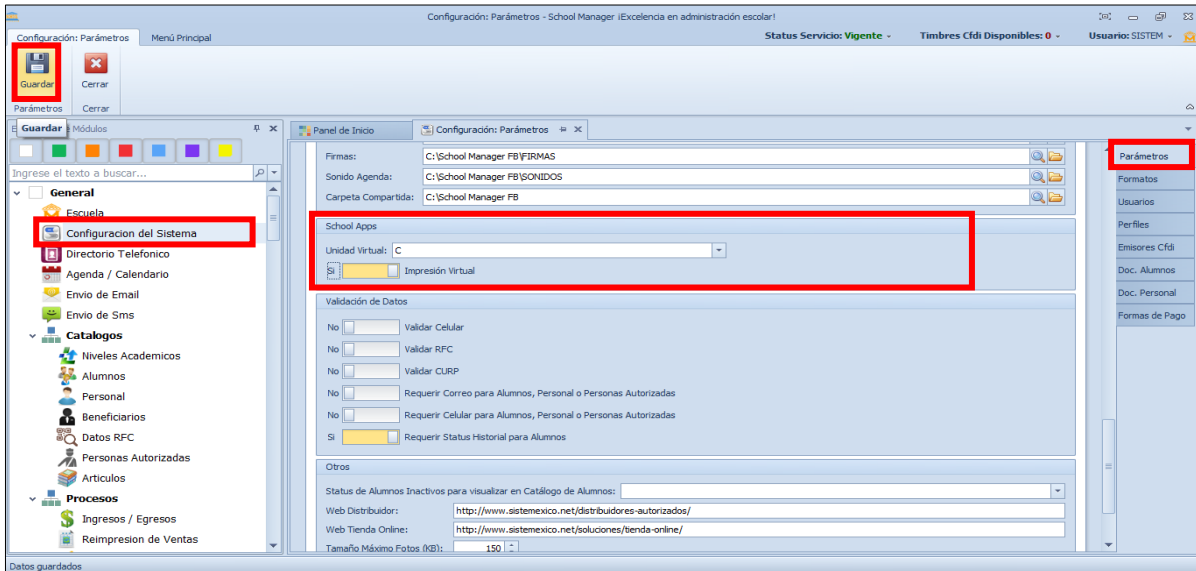 Configuración: Parámetros - School Manager ¡Excelencia en administración escolar!
Configuración: Parámetros Menú Principal Status Servicio: Vigente Timbres Cfdi Disponibles: 0 Usuario: SISTEM
Guardar Cerrar
Parámetros Cerrar
Guardar Módulos
Panel de Inicio Configuración: Parámetros
Ingrese el texto a buscar...
General
Escuela
Configuracion del Sistema
Directorio Telefonico
Agenda / Calendario
Envio de Email
Envio de Sms
Catalogos
Niveles Academicos
Alumnos
Personal
Beneficiarios
Datos RFC
Personas Autorizadas
Articulos
Procesos
Ingresos / Egresos
Reimpresion de Ventas
Firmas: C:\School Manager FB\FIRMAS
Sonido Agenda: C:\School Manager FB\SONIDOS
Carpeta Compartida: C:\School Manager FB
School Apps
Unidad Virtual: C
Si Impresión Virtual
Validación de Datos
No Validar Celular
No Validar RFC
No Validar CURP
No Requerir Correo para Alumnos, Personal o Personas Autorizadas
No Requerir Celular para Alumnos, Personal o Personas Autorizadas
Si Requerir Status Historial para Alumnos
Otros
Status de Alumnos Inactivos para visualizar en Catálogo de Alumnos:
Web Distribuidor: http://www.sistemexico.net/distribuidores-autorizados/
Web Tienda Online: http://www.sistemexico.net/soluciones/tienda-online/
Tamaño Máximo Fotos (KB): 150
Parámetros
Formatos
Usuarios
Perfiles
Emisores Cfdi
Doc. Alumnos
Doc. Personal
Formas de Pago
Datos guardados